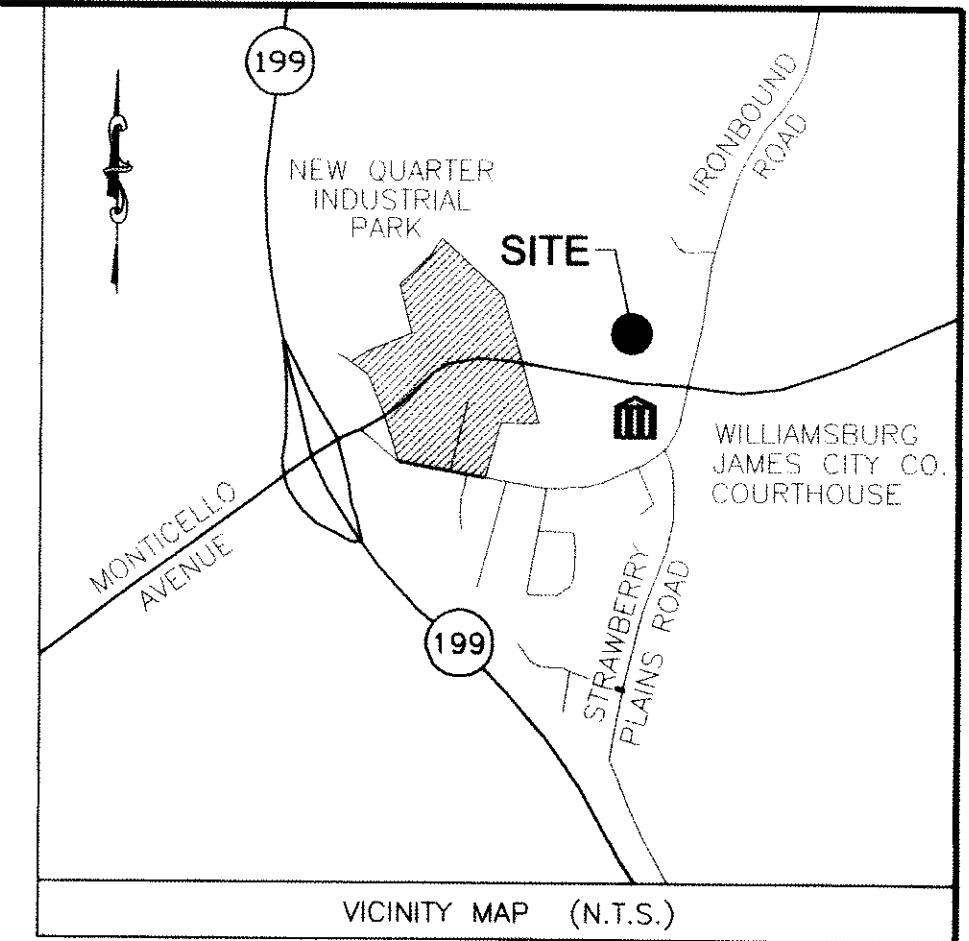 199
IRONBOUND
ROAD
NEW QUARTER
INDUSTRIAL
PARK
SITE
WILLIAMSBURG
JAMES CITY CO.
COURTHOUSE
MONTICELLO
AVENUE
199
STRAWBERRY
PLAINS ROAD
VICINITY MAP (N.T.S.)